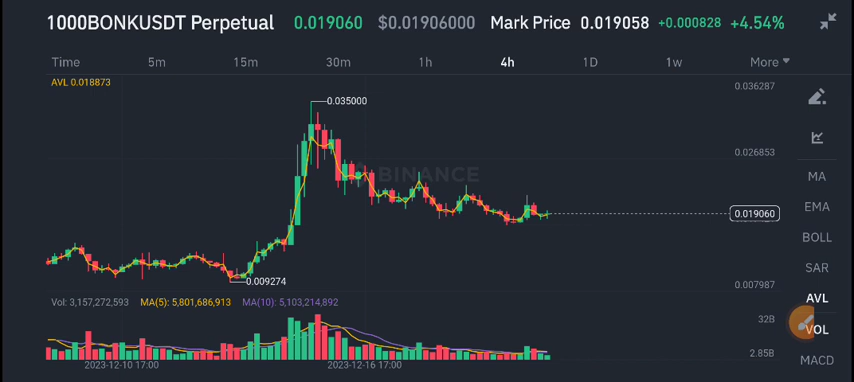 1000BONKUSDT Perpetual 0.019060 $0.01906000 Mark Price 0.019058 +0.000828 +4.54%
Time 5m 15m 30m 1h 4h 1D 1w More
AVL 0.018873
0.036287
0.035000
0.026853
BINANCE
MA
EMA
0.019060
BOLL
SAR
0.009274
0.007987
AVL
Vol: 3,157,272,593 MA(5): 5,801,686,913 MA(10): 5,103,214,892
32B
VOL
2.85B
MACD
2023-12-10 17:00 2023-12-16 17:00